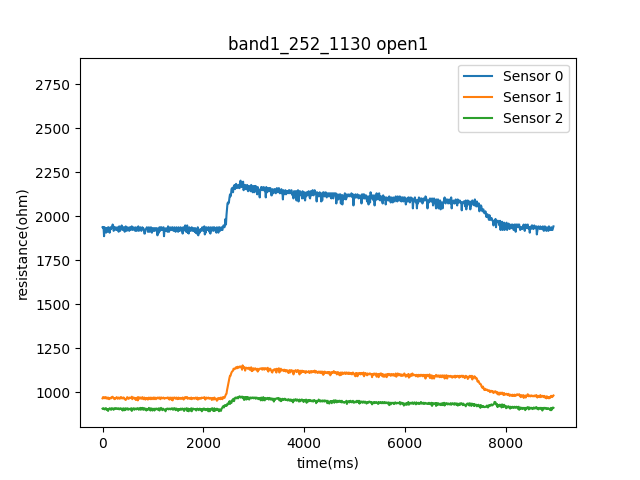 band1_252_1130 open1
Sensor 0
Sensor 1
Sensor 2
2750
2500
2250
2000
1750
1500
1250
1000
resistance(ohm)
0 2000 4000 6000 8000
time(ms)